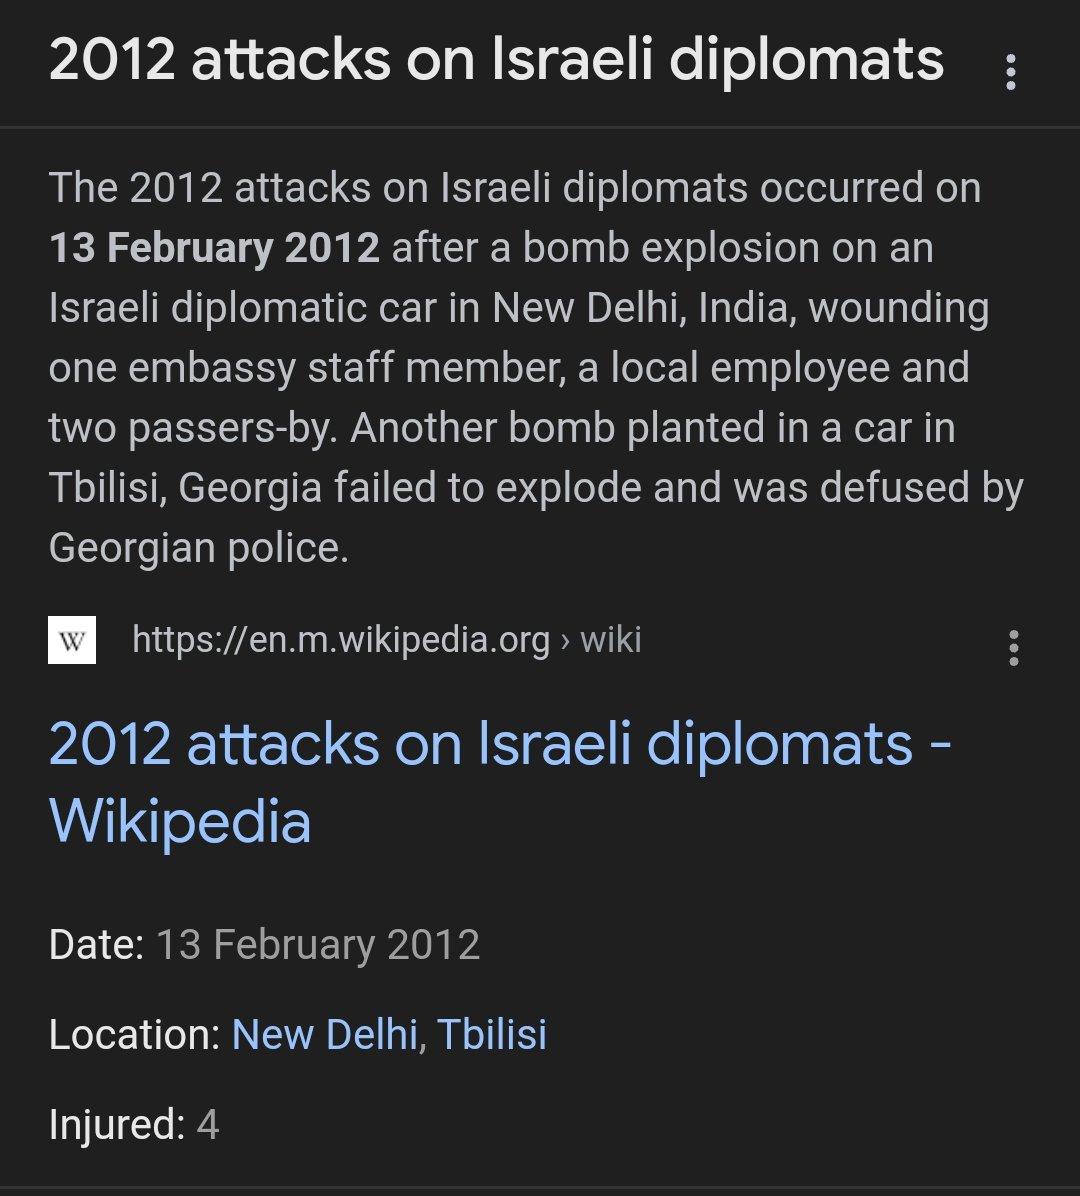 2012 attacks on Israeli diplomats
The 2012 attacks on Israeli diplomats occurred on
13 February 2012 after a bomb explosion on an
Israeli diplomatic car in New Delhi, India, wounding
one embassy staff member, a local employee and
two passers-by. Another bomb planted in a car in
Tbilisi, Georgia failed to explode and was defused by
Georgian police.
W
https://en.m.wikipedia.org › wiki
2012 attacks on Israeli diplomats -
Wikipedia
Date: 13 February 2012
Location: New Delhi, Tbilisi
Injured: 4